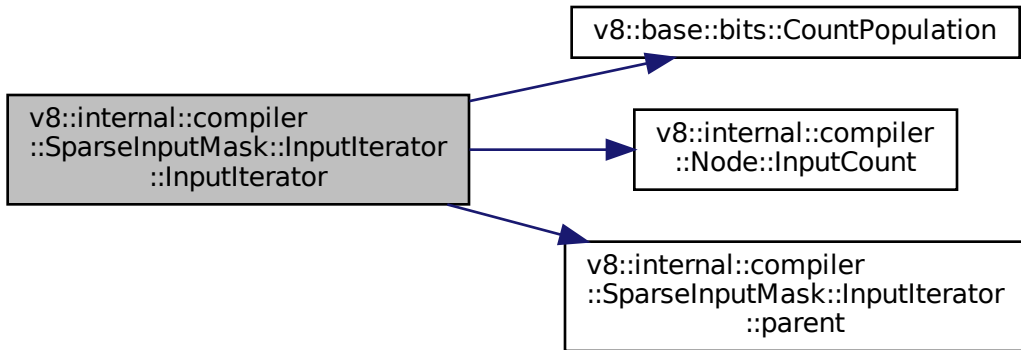 v8::internal::compiler
::SparseInputMask::InputIterator
::InputIterator
v8::base::bits::CountPopulation
v8::internal::compiler
::Node::InputCount
v8::internal::compiler
::SparseInputMask::InputIterator
::parent